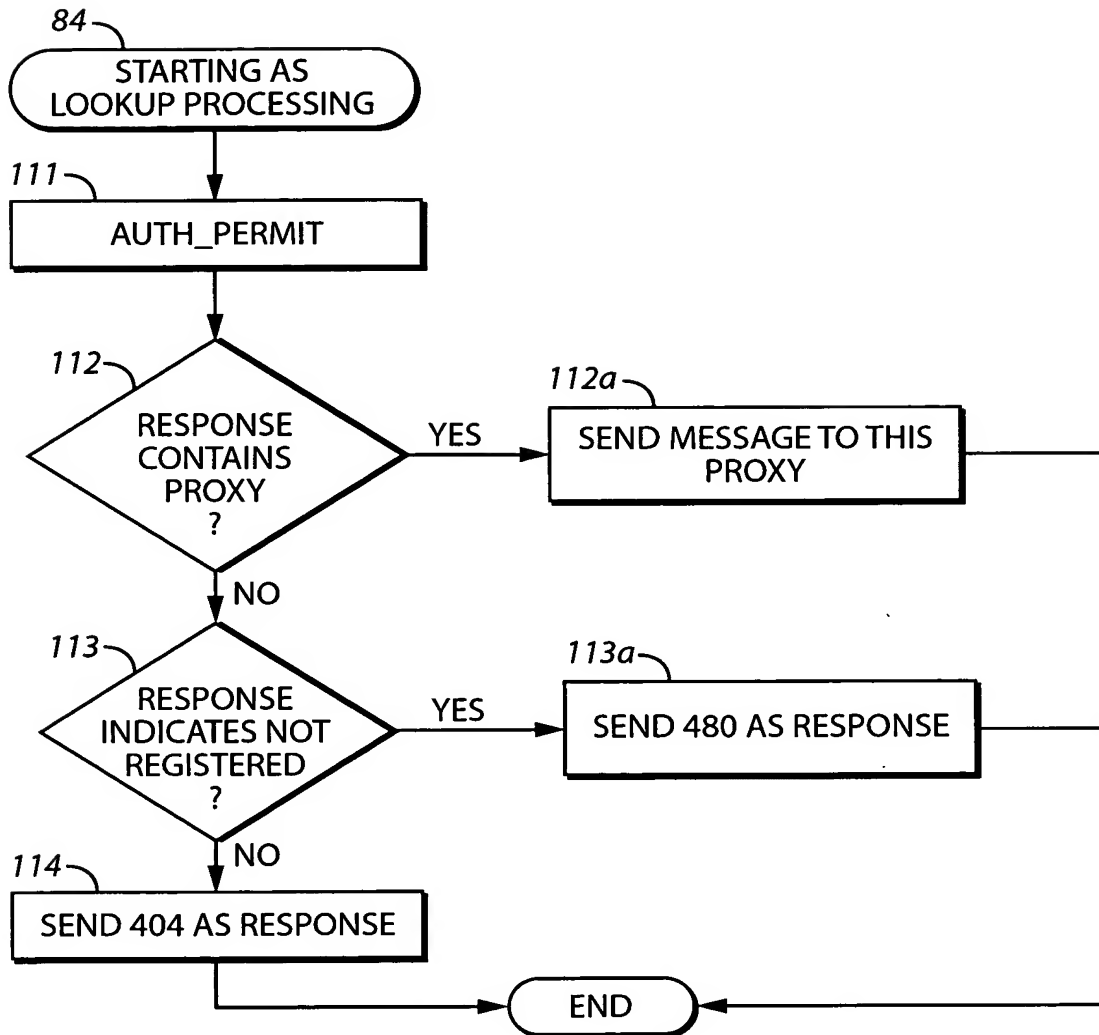 84
STARTING AS
LOOKUP PROCESSING
111
AUTH_PERMIT
112
RESPONSE
CONTAINS
PROXY
?
YES
112a
SEND MESSAGE TO THIS
PROXY
NO
113
RESPONSE
INDICATES NOT
REGISTERED
?
YES
113a
SEND 480 AS RESPONSE
NO
114
SEND 404 AS RESPONSE
END